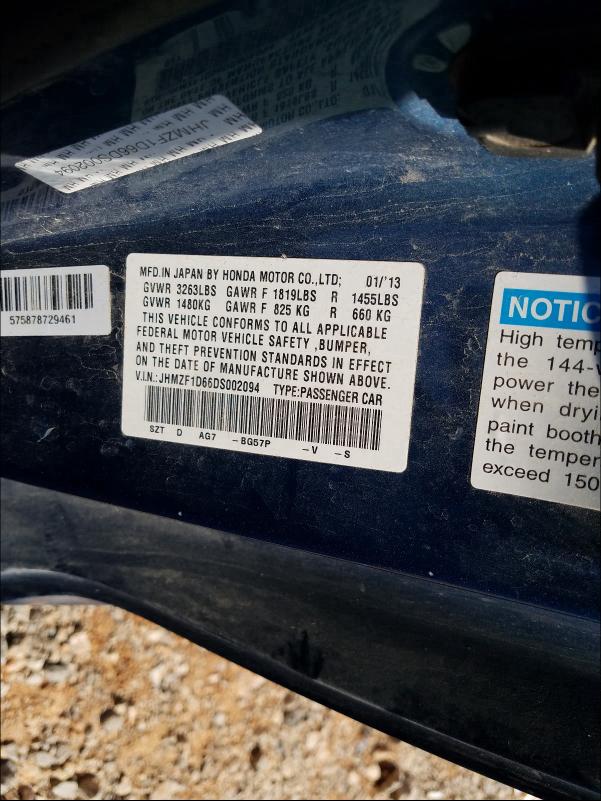 JHMZF1D66DS002094
575878729461
MFD.IN JAPAN BY HONDA MOTOR CO.,LTD; 01/'13
GVWR 3263LBS GAWR F 1819LBS R 1455LBS
GVWR 1480KG GAWR F 825 KG R 660 KG
THIS VEHICLE CONFORMS TO ALL APPLICABLE
FEDERAL MOTOR VEHICLE SAFETY ,BUMPER,
AND THEFT PREVENTION STANDARDS IN EFFECT
ON THE DATE OF MANUFACTURE SHOWN ABOVE.
V.I.N.:JHMZF1D66DS002094 TYPE:PASSENGER CAR
SZT D AG7 -BG57P -V -S
NOTIC
High temp
the 144-V
power the
when dryi
paint booth
the temper
exceed 150